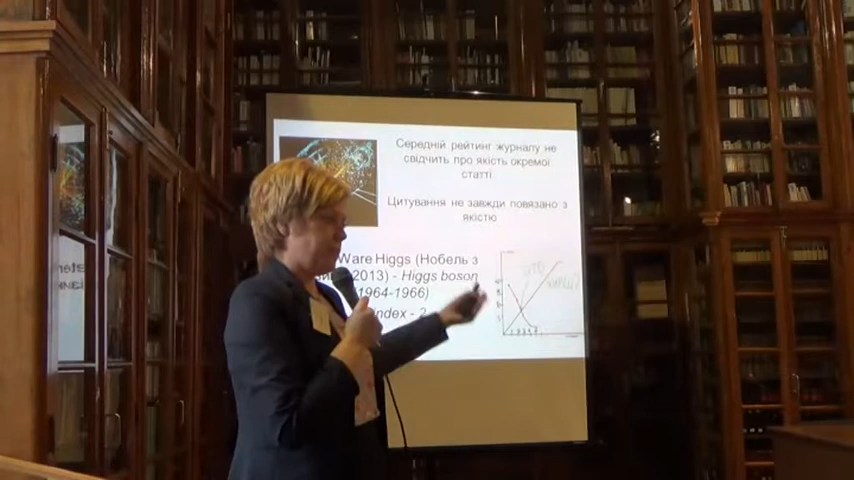 Середній рейтинг журналу не
свідчить про якість окремої
статті
Цитування не завжди повязано з
якістю
Ware Higgs (Нобель з
2013) - Higgs boson
(1964-1966)
ndex - 2